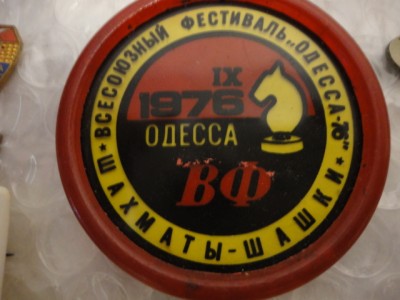 ★ ВСЕСОЮЗНЫЙ ФЕСТИВАЛЬ „ОДЕССА-76" ★
IX
1976
ОДЕССА
ВФ
ШАХМАТЫ-ШАШКИ